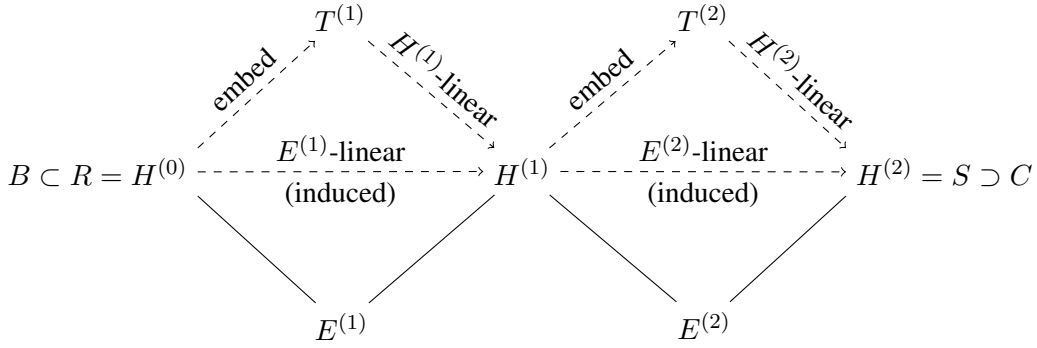 T^{(1)} T^{(2)}
embed H^{(1)}-linear embed H^{(2)}-linear
E^{(1)}-linear E^{(2)}-linear
B ⊂ R = H^{(0)} H^{(1)} H^{(2)} = S ⊃ C
(induced) (induced)
E^{(1)} E^{(2)}